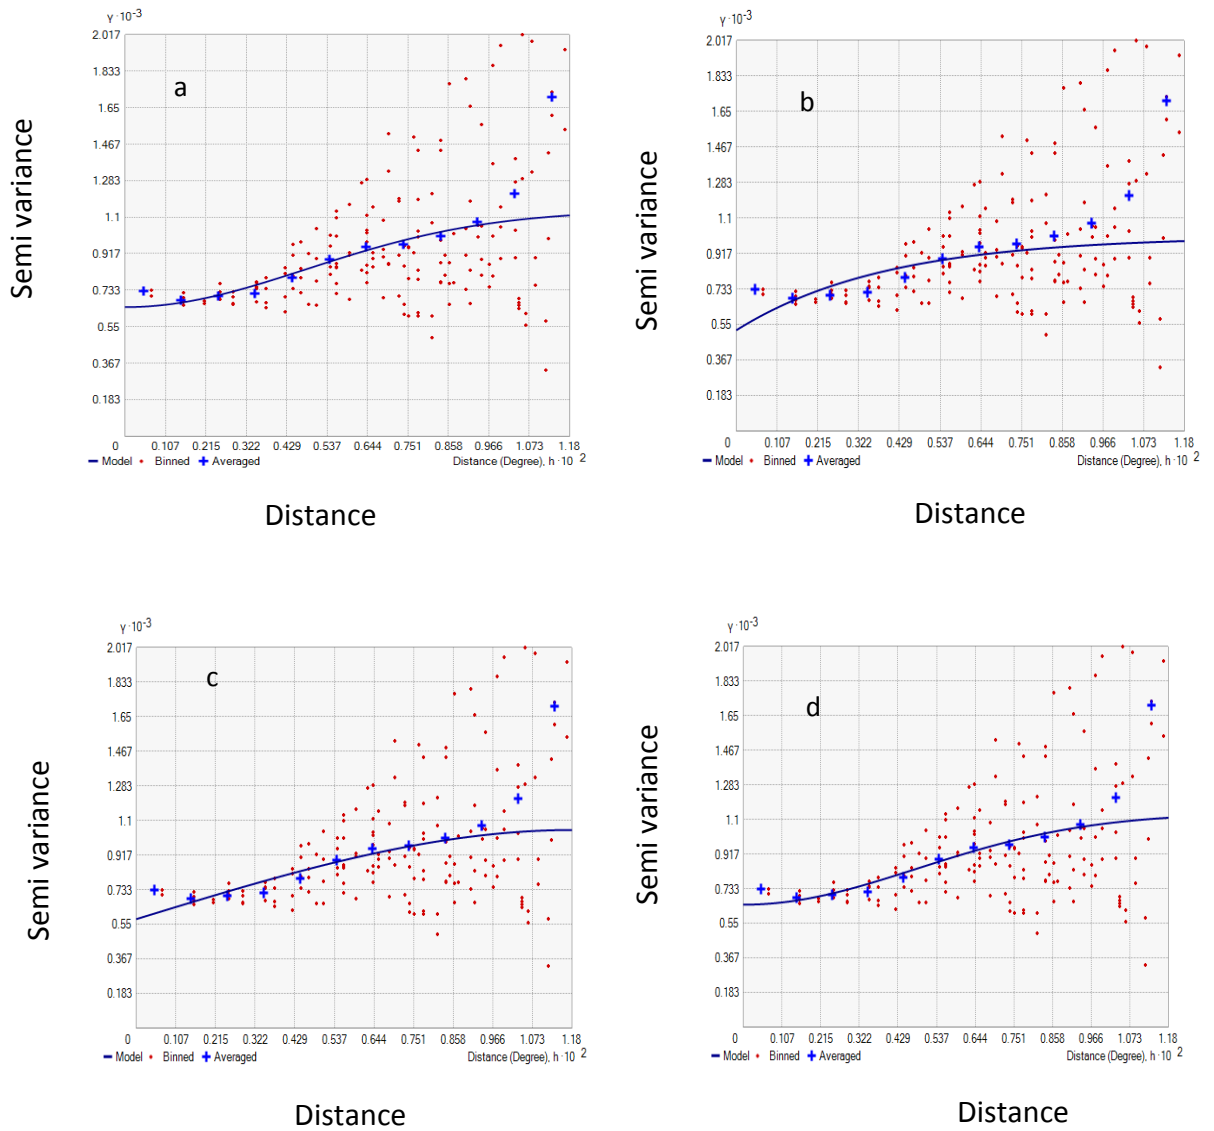 γ·10⁻³
2.017
1.833
1.65
1.467
1.283
1.1
0.917
0.733
0.55
0.367
0.183
a
Semi variance
0 0.107 0.215 0.322 0.429 0.537 0.644 0.751 0.858 0.966 1.073 1.18
Model Binned Averaged Distance (Degree), h·10 2
Distance
γ·10⁻³
2.017
1.833
1.65
1.467
1.283
1.1
0.917
0.733
0.55
0.367
0.183
b
Semi variance
0 0.107 0.215 0.322 0.429 0.537 0.644 0.751 0.858 0.966 1.073 1.18
Model Binned Averaged Distance (Degree), h·10 2
Distance
γ·10⁻³
2.017
1.833
1.65
1.467
1.283
1.1
0.917
0.733
0.55
0.367
0.183
c
Semi variance
0 0.107 0.215 0.322 0.429 0.537 0.644 0.751 0.858 0.966 1.073 1.18
Model Binned Averaged Distance (Degree), h·10 2
Distance
γ·10⁻³
2.017
1.833
1.65
1.467
1.283
1.1
0.917
0.733
0.55
0.367
0.183
d
Semi variance
0 0.107 0.215 0.322 0.429 0.537 0.644 0.751 0.858 0.966 1.073 1.18
Model Binned Averaged Distance (Degree), h·10 2
Distance